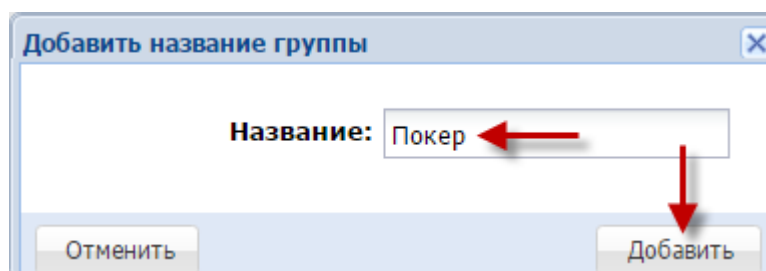 Добавить название группы
Название: Покер
Отменить Добавить